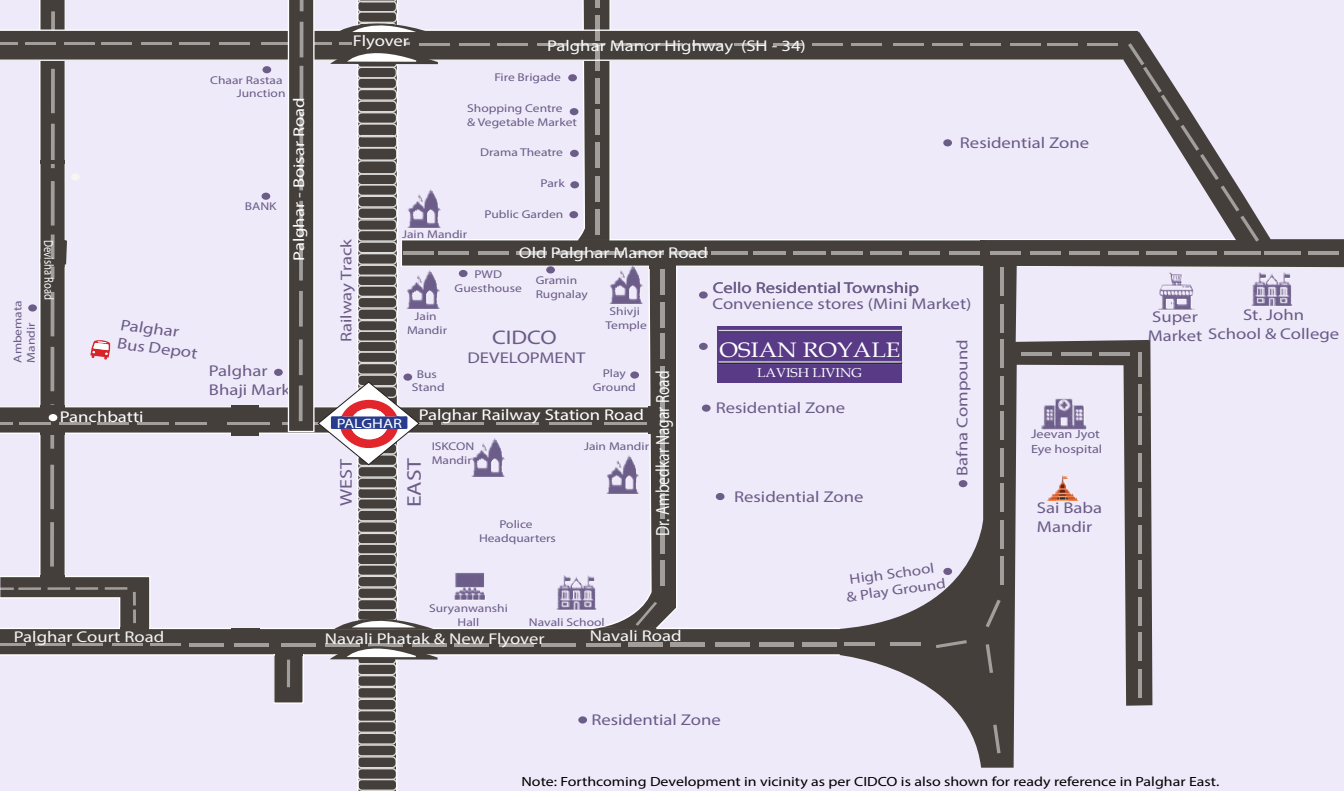 Flyover
Palghar Manor Highway (SH - 34)
Chaar Rastaa
Junction
Fire Brigade
Shopping Centre
& Vegetable Market
Drama Theatre
Park
Public Garden
Residential Zone
Palghar - Boisar Road
BANK
Jain Mandir
Old Palghar Manor Road
Devisha Road
Railway Track
PWD
Guesthouse
Gramin
Rugnalay
Jain
Mandir
Shivji
Temple
Cello Residential Township
Convenience stores (Mini Market)
Super
Market
St. John
School & College
Ambemata
Mandir
Palghar
Bus Depot
CIDCO
DEVELOPMENT
OSIAN ROYALE
LAVISH LIVING
Palghar
Bhaji Mark
Bus
Stand
Play
Ground
Bafna Compound
Panchbatti
PALGHAR
Palghar Railway Station Road
Dr. Ambedkar Nagar Road
Residential Zone
WEST
EAST
ISKCON
Mandir
Jain Mandir
Jeevan Jyot
Eye hospital
Residential Zone
Sai Baba
Mandir
Police
Headquarters
High School
& Play Ground
Suryanwanshi
Hall
Navali School
Palghar Court Road
Navali Phatak & New Flyover
Navali Road
Residential Zone
Note: Forthcoming Development in vicinity as per CIDCO is also shown for ready reference in Palghar East.